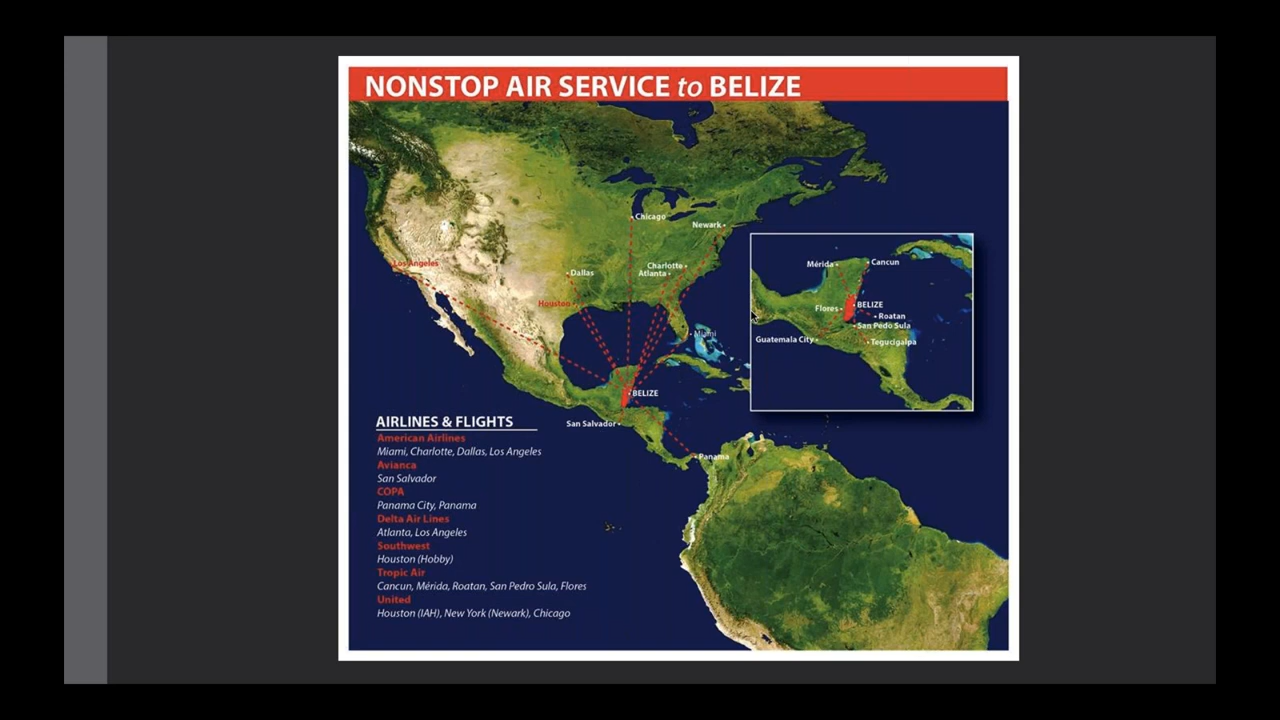 NONSTOP AIR SERVICE to BELIZE
Chicago
Newark
Los Angeles
Charlotte
Atlanta
Dallas
Houston
Miami
BELIZE
San Salvador
Panama
Mérida
Cancun
BELIZE
Flores
Roatan
San Pedo Sula
Guatemala City
Tegucigalpa
AIRLINES & FLIGHTS
American Airlines
Miami, Charlotte, Dallas, Los Angeles
Avianca
San Salvador
COPA
Panama City, Panama
Delta Air Lines
Atlanta, Los Angeles
Southwest
Houston (Hobby)
Tropic Air
Cancun, Mérida, Roatan, San Pedro Sula, Flores
United
Houston (IAH), New York (Newark), Chicago